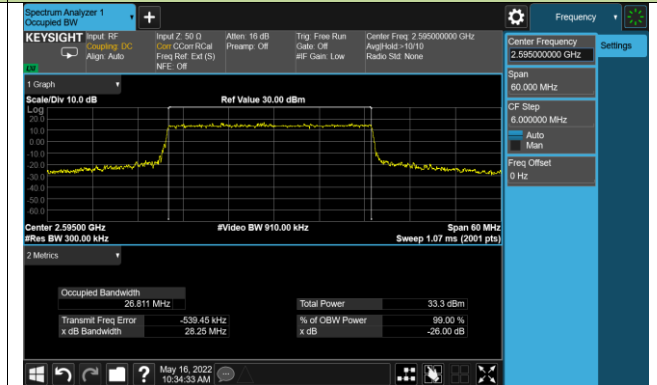 Spectrum Analyzer 1
Occupied BW
+
Frequency
KEYSIGHT
Input: RF
Coupling: DC
Align: Auto
Input Z: 50 Ω
Corr CCorr RCal
Freq Ref: Ext (S)
NFE: Off
Atten: 16 dB
Preamp: Off
Trig: Free Run
Gate: Off
#IF Gain: Low
Center Freq: 2.595000000 GHz
Avg|Hold:>10/10
Radio Std: None
Center Frequency
2.595000000 GHz
Settings
Span
60.000 MHz
CF Step
6.000000 MHz
Auto
Man
Freq Offset
0 Hz
1 Graph
Scale/Div 10.0 dB
Ref Value 30.00 dBm
Log
20.0
10.0
0.00
-10.0
-20.0
-30.0
-40.0
-50.0
-60.0
Center 2.59500 GHz
#Video BW 910.00 kHz
Span 60 MHz
#Res BW 300.00 kHz
Sweep 1.07 ms (2001 pts)
2 Metrics
Occupied Bandwidth
26.811 MHz
Total Power
33.3 dBm
Transmit Freq Error
-539.45 kHz
% of OBW Power
99.00 %
x dB Bandwidth
28.25 MHz
x dB
-26.00 dB
?
May 16, 2022
10:34:33 AM